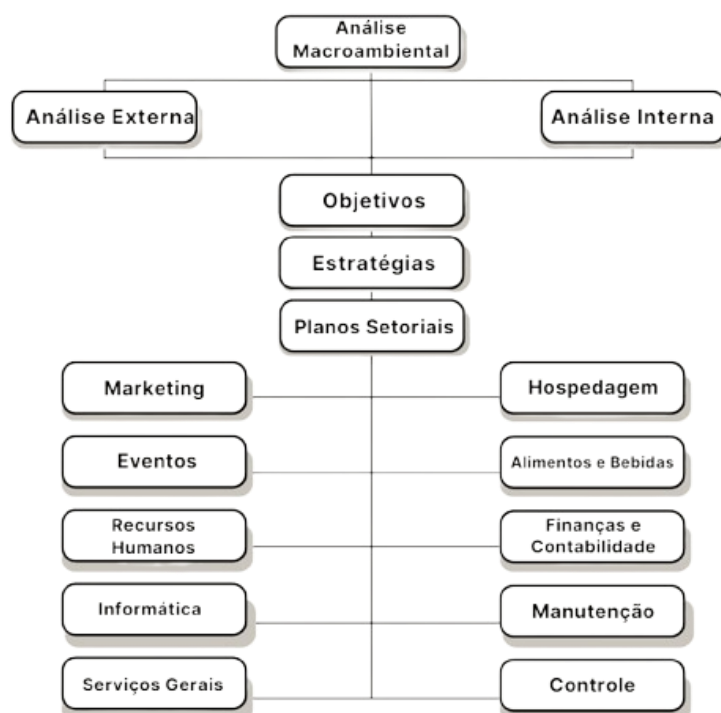 Análise
Macroambiental
Análise Externa
Análise Interna
Objetivos
Estratégias
Planos Setoriais
Marketing
Hospedagem
Eventos
Alimentos e Bebidas
Recursos
Humanos
Finanças e
Contabilidade
Informática
Manutenção
Serviços Gerais
Controle